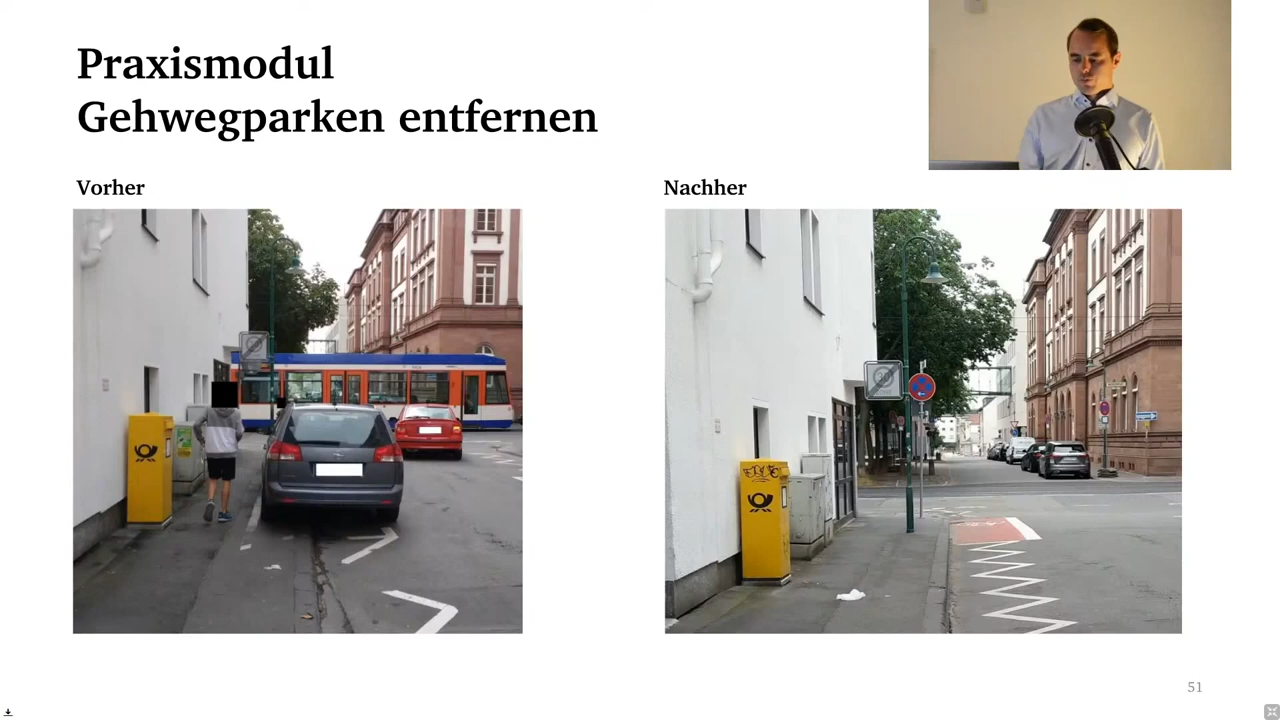 Praxismodul
Gehwegparken entfernen
Vorher
Nachher
51